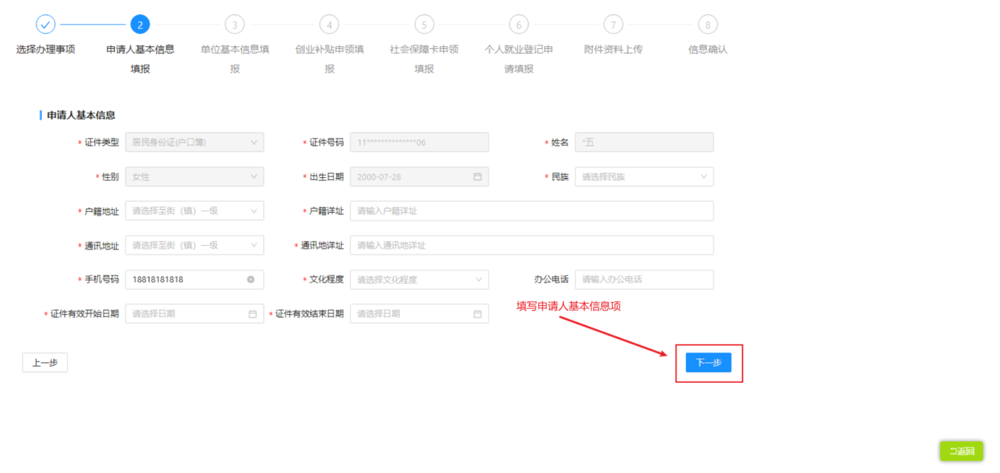 2 3 4 5 6 7 8
选择办理事项 申请人基本信息 单位基本信息填 创业补贴申领填 社会保障卡申领 个人就业登记申 附件资料上传 信息确认
填报 报 报 填报 请填报
申请人基本信息
* 证件类型 居民身份证(户口簿) * 证件号码 11**************06 * 姓名 *五
* 性别 女性 * 出生日期 2000-07-28 * 民族 请选择民族
* 户籍地址 请选择至街（镇）一级 * 户籍详址 请输入户籍详址
* 通讯地址 请选择至街（镇）一级 * 通讯地详址 请输入通讯地详址
* 手机号码 18818181818 * 文化程度 请选择文化程度 办公电话 请输入办公电话
* 证件有效开始日期 请选择日期 * 证件有效结束日期 请选择日期 填写申请人基本信息项
上一步 下一步
返回